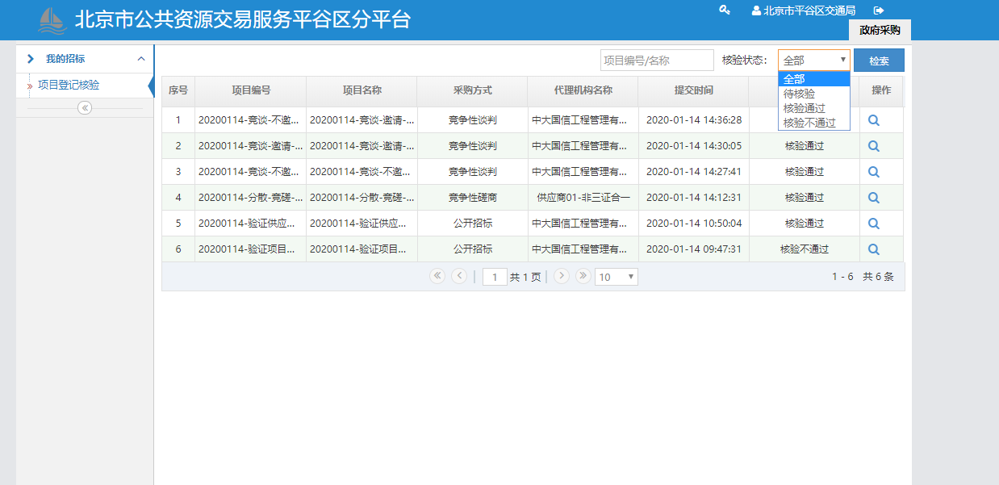 北京市公共资源交易服务平谷区分平台
北京市平谷区交通局
政府采购
我的招标
项目登记核验
项目编号/名称 核验状态: 全部 检索
全部
待核验
核验通过
核验不通过
序号 项目编号 项目名称 采购方式 代理机构名称 提交时间 操作
1 20200114-竞谈-不邀... 20200114-竞谈-邀请-... 竞争性谈判 中大国信工程管理有... 2020-01-14 14:36:28
2 20200114-竞谈-邀请-... 20200114-竞谈-邀请-... 竞争性谈判 中大国信工程管理有... 2020-01-14 14:30:05 核验通过
3 20200114-竞谈-不邀... 20200114-竞谈-不邀... 竞争性谈判 中大国信工程管理有... 2020-01-14 14:27:41 核验通过
4 20200114-分散-竞磋-... 20200114-分散-竞磋-... 竞争性磋商 供应商01-非三证合一 2020-01-14 14:12:31 核验通过
5 20200114-验证供应... 20200114-验证供应... 公开招标 中大国信工程管理有... 2020-01-14 10:50:04 核验通过
6 20200114-验证项目... 20200114-验证项目... 公开招标 中大国信工程管理有... 2020-01-14 09:47:31 核验不通过
1 共 1 页 10 1 - 6 共 6 条